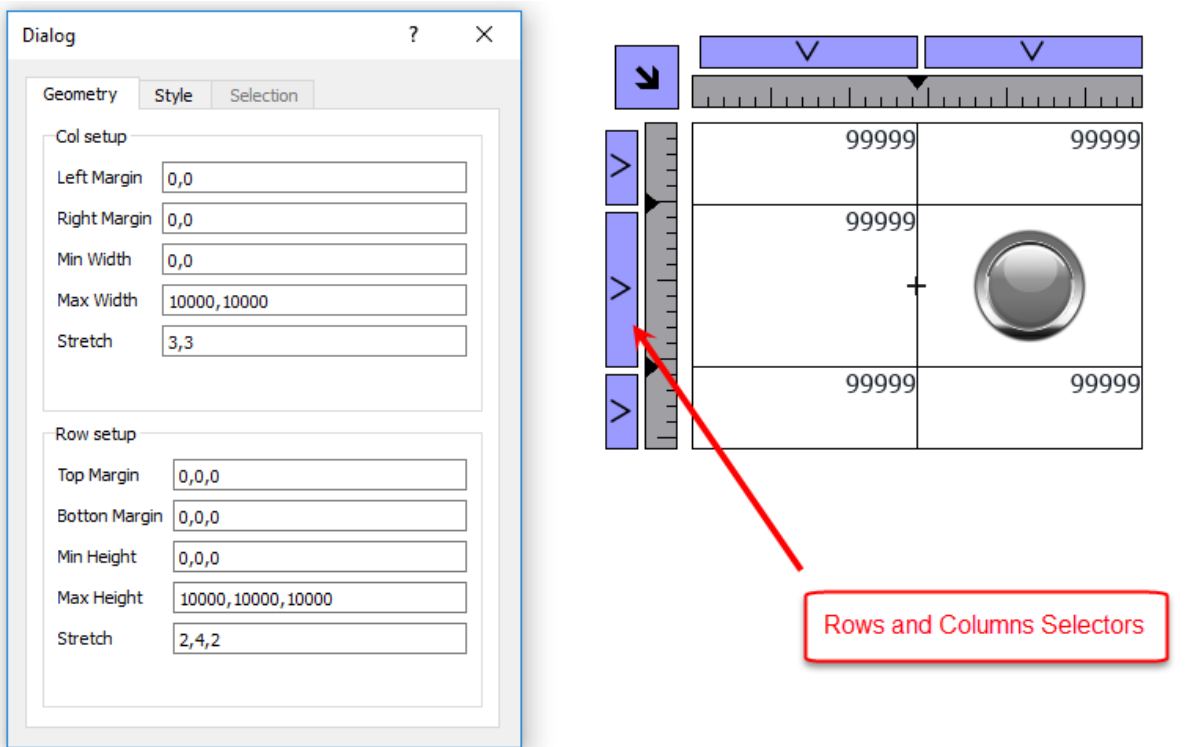 Dialog ? ×
Geometry Style Selection
Col setup
Left Margin 0,0
Right Margin 0,0
Min Width 0,0
Max Width 10000,10000
Stretch 3,3
Row setup
Top Margin 0,0,0
Botton Margin 0,0,0
Min Height 0,0,0
Max Height 10000,10000,10000
Stretch 2,4,2
99999 99999
99999
99999 99999
Rows and Columns Selectors